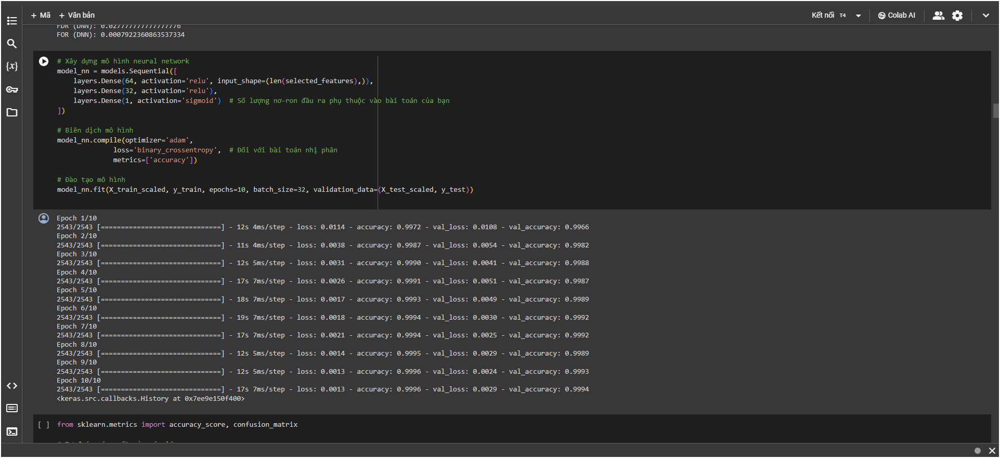 + Mã + Văn bản
Kết nối T4
Colab AI
FDR (DNN): 0.027777777777777776
FOR (DNN): 0.0007922360863537334
# Xây dựng mô hình neural network
model_nn = models.Sequential([
    layers.Dense(64, activation='relu', input_shape=(len(selected_features),)),
    layers.Dense(32, activation='relu'),
    layers.Dense(1, activation='sigmoid')  # Số lượng nơ-ron đầu ra phụ thuộc vào bài toán của bạn
])
# Biên dịch mô hình
model_nn.compile(optimizer='adam',
              loss='binary_crossentropy',  # Đối với bài toán nhị phân
              metrics=['accuracy'])
# Đào tạo mô hình
model_nn.fit(X_train_scaled, y_train, epochs=10, batch_size=32, validation_data=(X_test_scaled, y_test))
Epoch 1/10
2543/2543 [==============================] - 12s 4ms/step - loss: 0.0114 - accuracy: 0.9972 - val_loss: 0.0108 - val_accuracy: 0.9966
Epoch 2/10
2543/2543 [==============================] - 11s 4ms/step - loss: 0.0038 - accuracy: 0.9987 - val_loss: 0.0054 - val_accuracy: 0.9982
Epoch 3/10
2543/2543 [==============================] - 12s 5ms/step - loss: 0.0031 - accuracy: 0.9990 - val_loss: 0.0041 - val_accuracy: 0.9988
Epoch 4/10
2543/2543 [==============================] - 17s 7ms/step - loss: 0.0026 - accuracy: 0.9991 - val_loss: 0.0051 - val_accuracy: 0.9987
Epoch 5/10
2543/2543 [==============================] - 18s 7ms/step - loss: 0.0017 - accuracy: 0.9993 - val_loss: 0.0049 - val_accuracy: 0.9989
Epoch 6/10
2543/2543 [==============================] - 19s 7ms/step - loss: 0.0018 - accuracy: 0.9994 - val_loss: 0.0030 - val_accuracy: 0.9992
Epoch 7/10
2543/2543 [==============================] - 17s 7ms/step - loss: 0.0021 - accuracy: 0.9994 - val_loss: 0.0025 - val_accuracy: 0.9992
Epoch 8/10
2543/2543 [==============================] - 12s 5ms/step - loss: 0.0014 - accuracy: 0.9995 - val_loss: 0.0029 - val_accuracy: 0.9989
Epoch 9/10
2543/2543 [==============================] - 12s 5ms/step - loss: 0.0013 - accuracy: 0.9996 - val_loss: 0.0024 - val_accuracy: 0.9993
Epoch 10/10
2543/2543 [==============================] - 17s 7ms/step - loss: 0.0013 - accuracy: 0.9996 - val_loss: 0.0029 - val_accuracy: 0.9994
<keras.src.callbacks.History at 0x7ee9e150f400>
[ ] from sklearn.metrics import accuracy_score, confusion_matrix